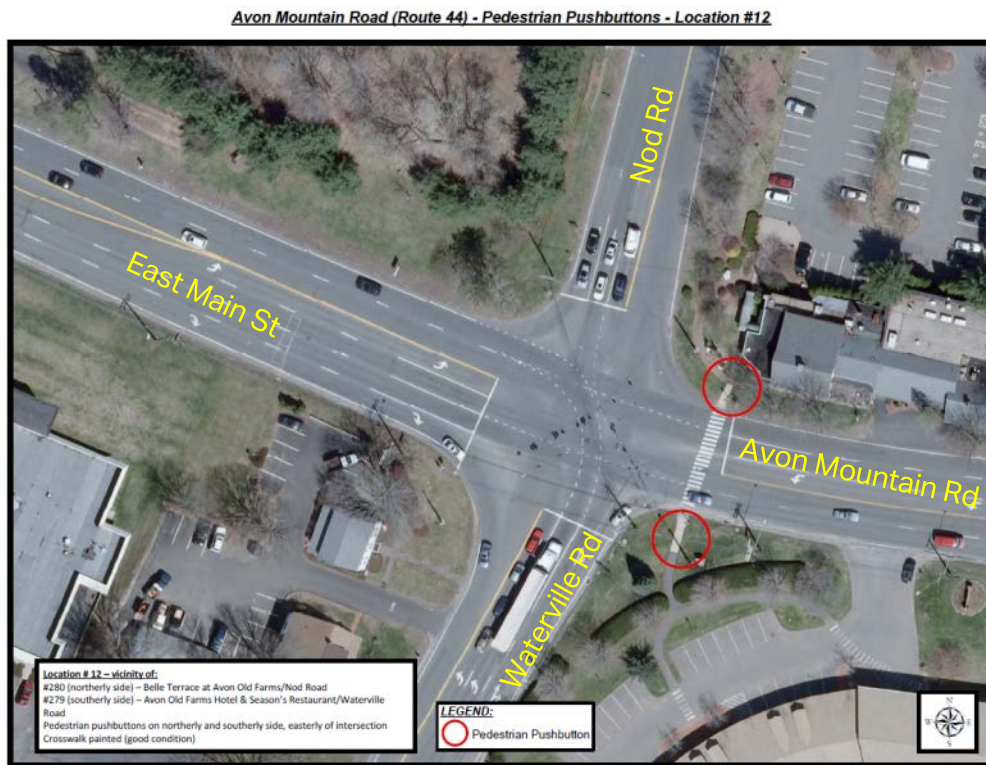 Avon Mountain Road (Route 44) - Pedestrian Pushbuttons - Location #12
Nod Rd
East Main St
Avon Mountain Rd
Waterville Rd
Location # 12 – vicinity of:
#280 (northerly side) – Belle Terrace at Avon Old Farms/Nod Road
#279 (southerly side) – Avon Old Farms Hotel & Season's Restaurant/Waterville
Road
Pedestrian pushbuttons on northerly and southerly side, easterly of intersection
Crosswalk painted (good condition)
LEGEND:
Pedestrian Pushbutton
N
W E
S